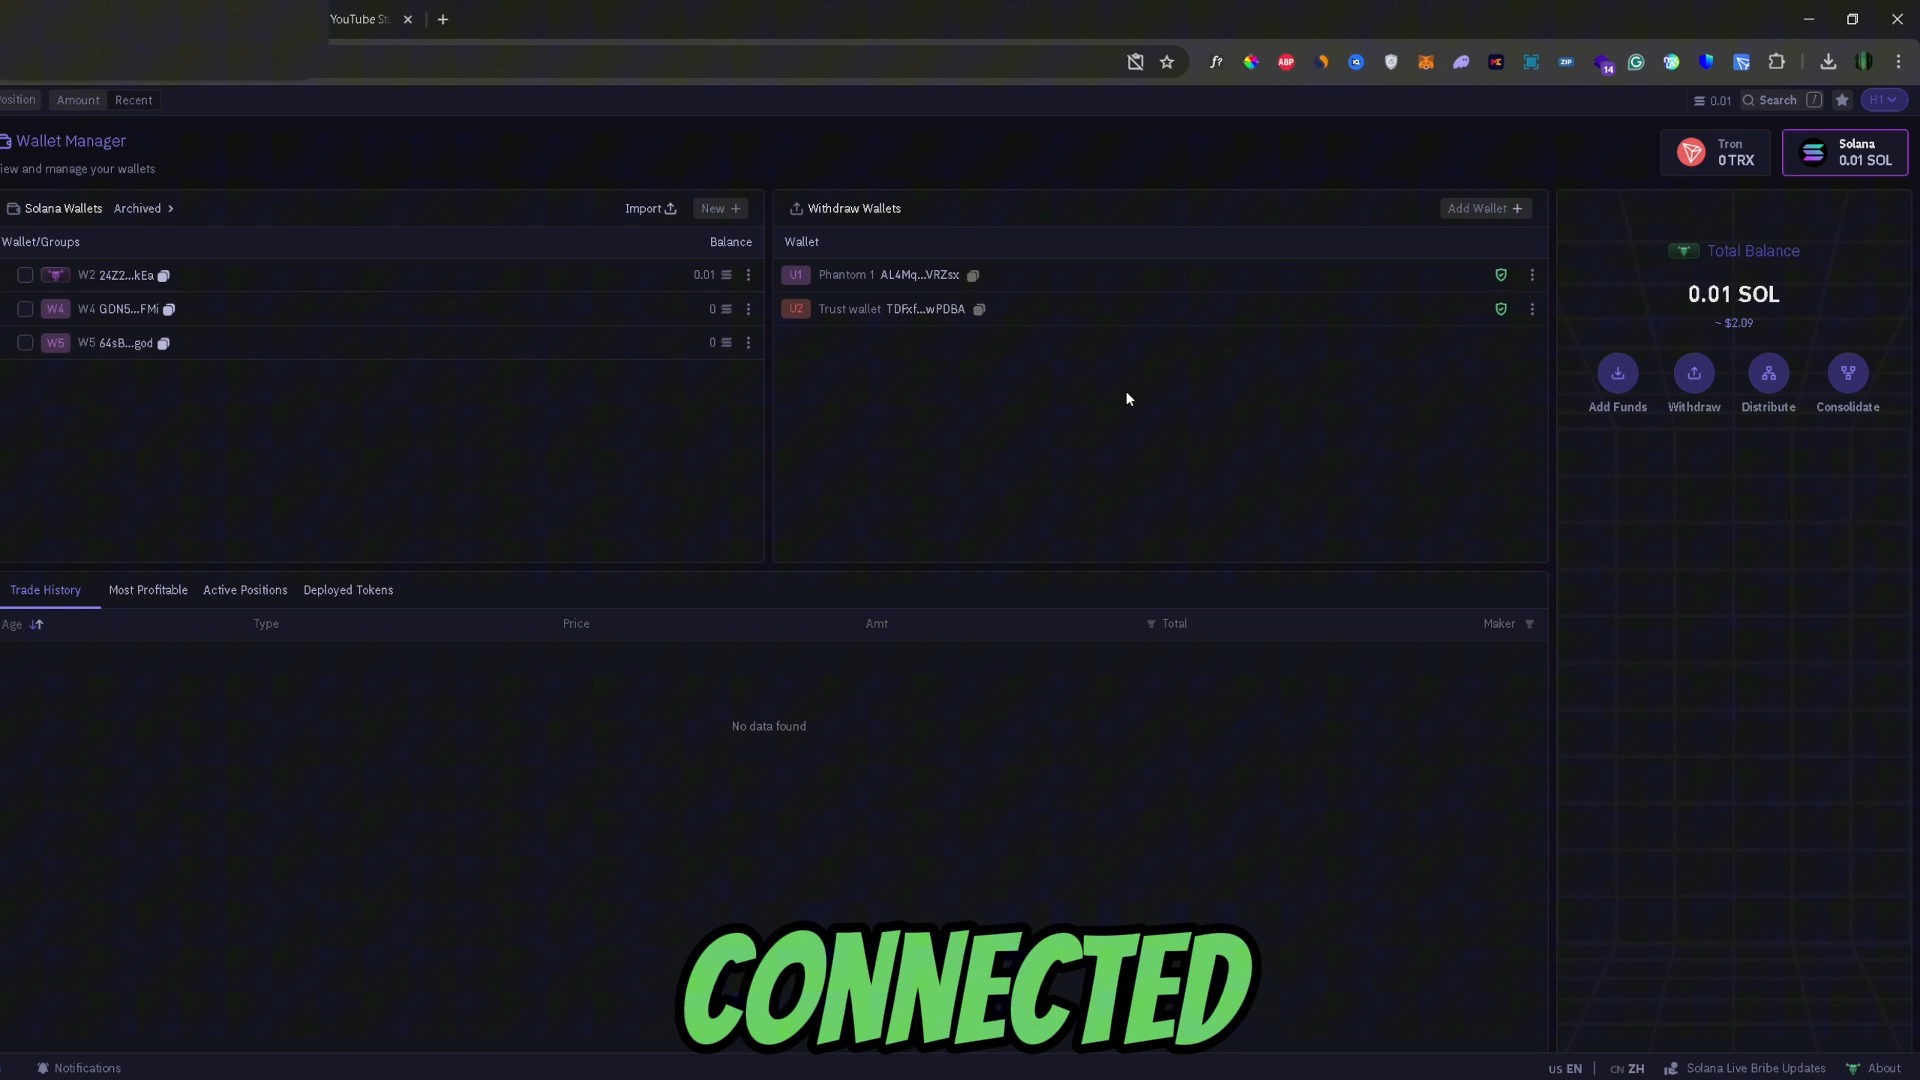 YouTube St
ABP
ZIP
14
osition Amount Recent
0.01 Search / H1
Wallet Manager
iew and manage your wallets
Tron
0 TRX
Solana
0.01 SOL
Solana Wallets Archived > Import New +
Wallet/Groups Balance
W2 24Z2...kEa 0.01
W4 W4 GDN5...FMi 0
W5 W5 64sB...god 0
Withdraw Wallets Add Wallet +
Wallet
U1 Phantom 1 AL4Mq...VRZsx
U2 Trust wallet TDFxf...wPDBA
Total Balance
0.01 SOL
~ $2.09
Add Funds Withdraw Distribute Consolidate
Trade History Most Profitable Active Positions Deployed Tokens
Age Type Price Amt Total Maker
No data found
CONNECTED
Notifications
US EN CN ZH Solana Live Bribe Updates About